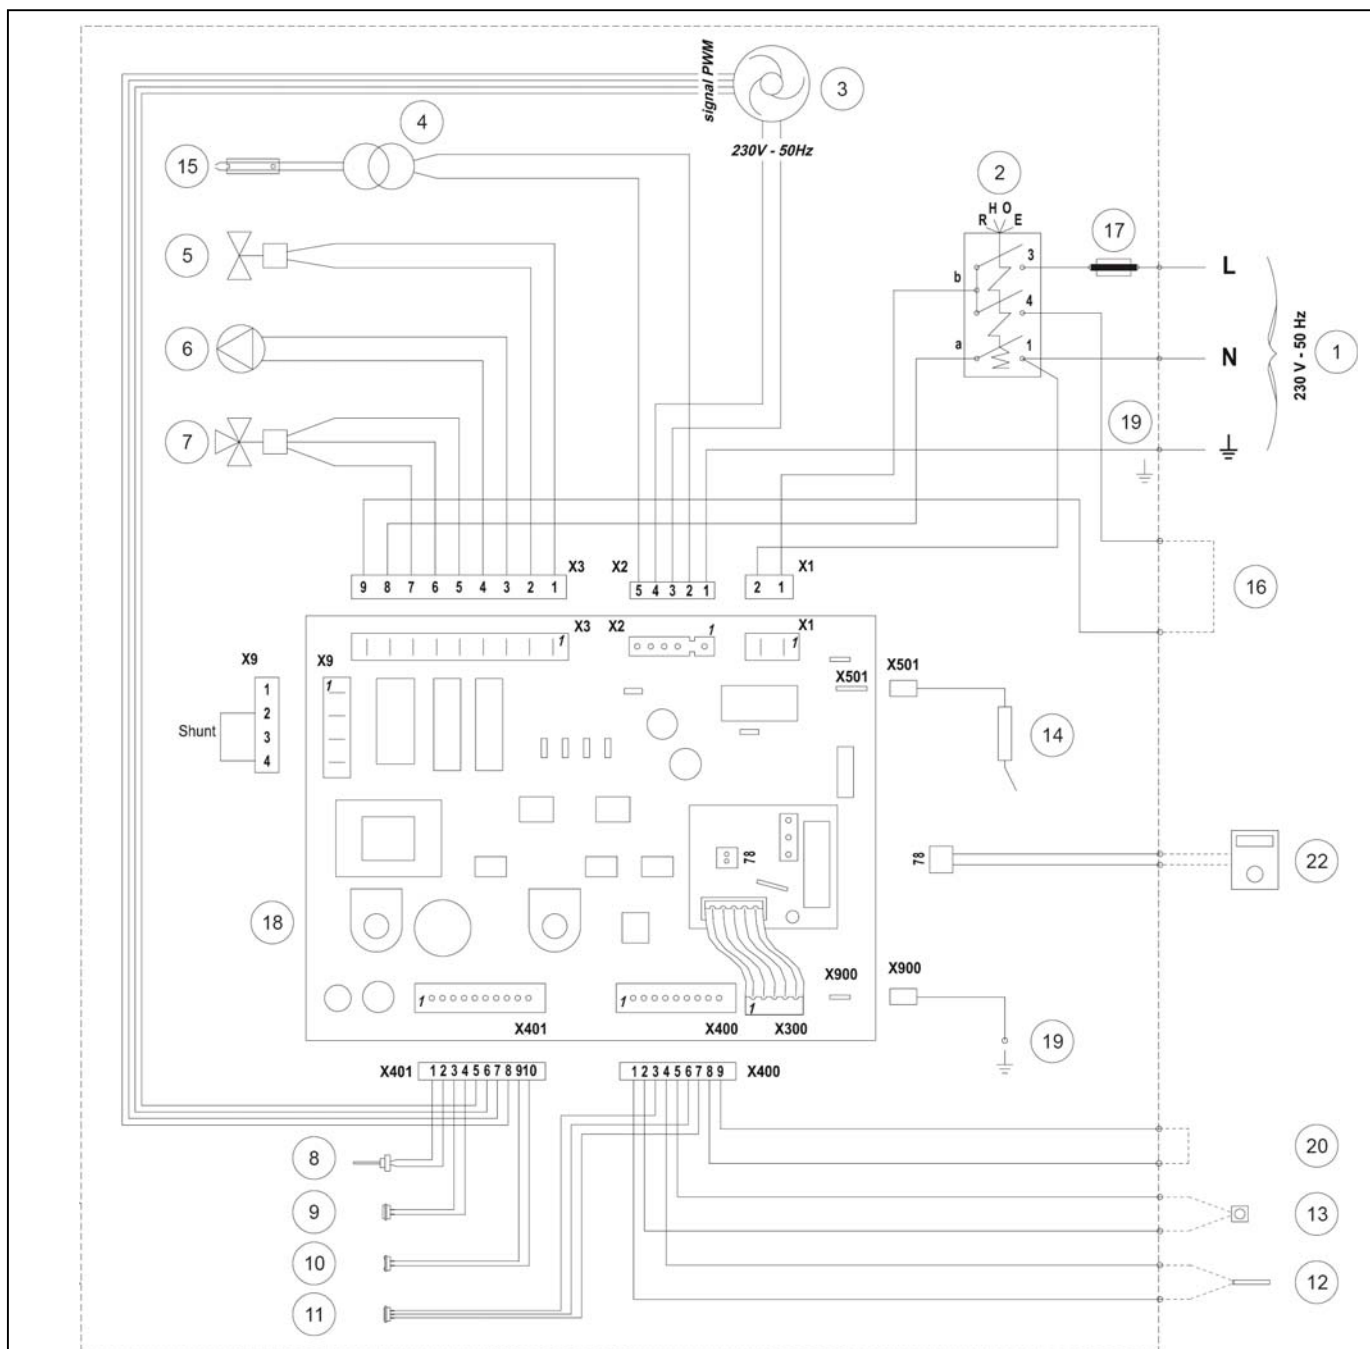 signal PWM
3
4
230V - 50Hz
15
2
H O
R E
17
5
3
L
b
4
6
230 V - 50 Hz
1
a
1
N
7
19
X3
X2
X1
9 8 7 6 5 4 3 2 1
5 4 3 2 1
2 1
16
X3
X2
1
X1
1
1
X9
X9
X501
X501
1
1
2
3
4
Shunt
14
78
78
22
18
X900
X900
1
1
1
X401
X400
X300
19
X401
1 2 3 4 5 6 7 8 9 10
1 2 3 4 5 6 7 8 9
X400
8
20
9
13
10
12
11